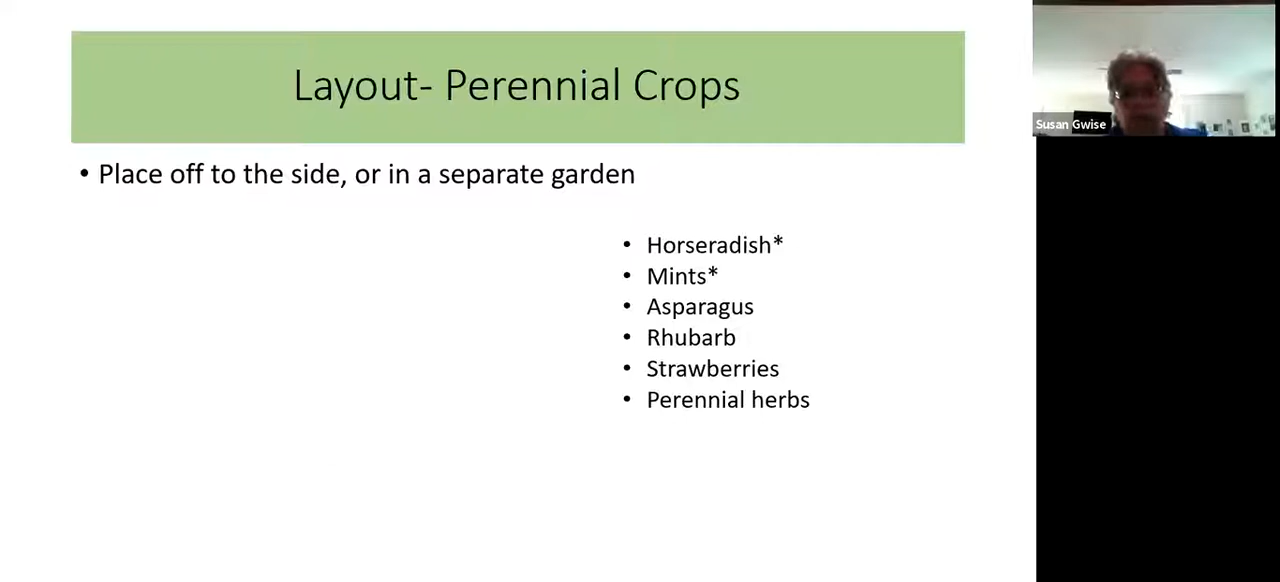 Layout- Perennial Crops
• Place off to the side, or in a separate garden
• Horseradish*
• Mints*
• Asparagus
• Rhubarb
• Strawberries
• Perennial herbs
Susan Gwise